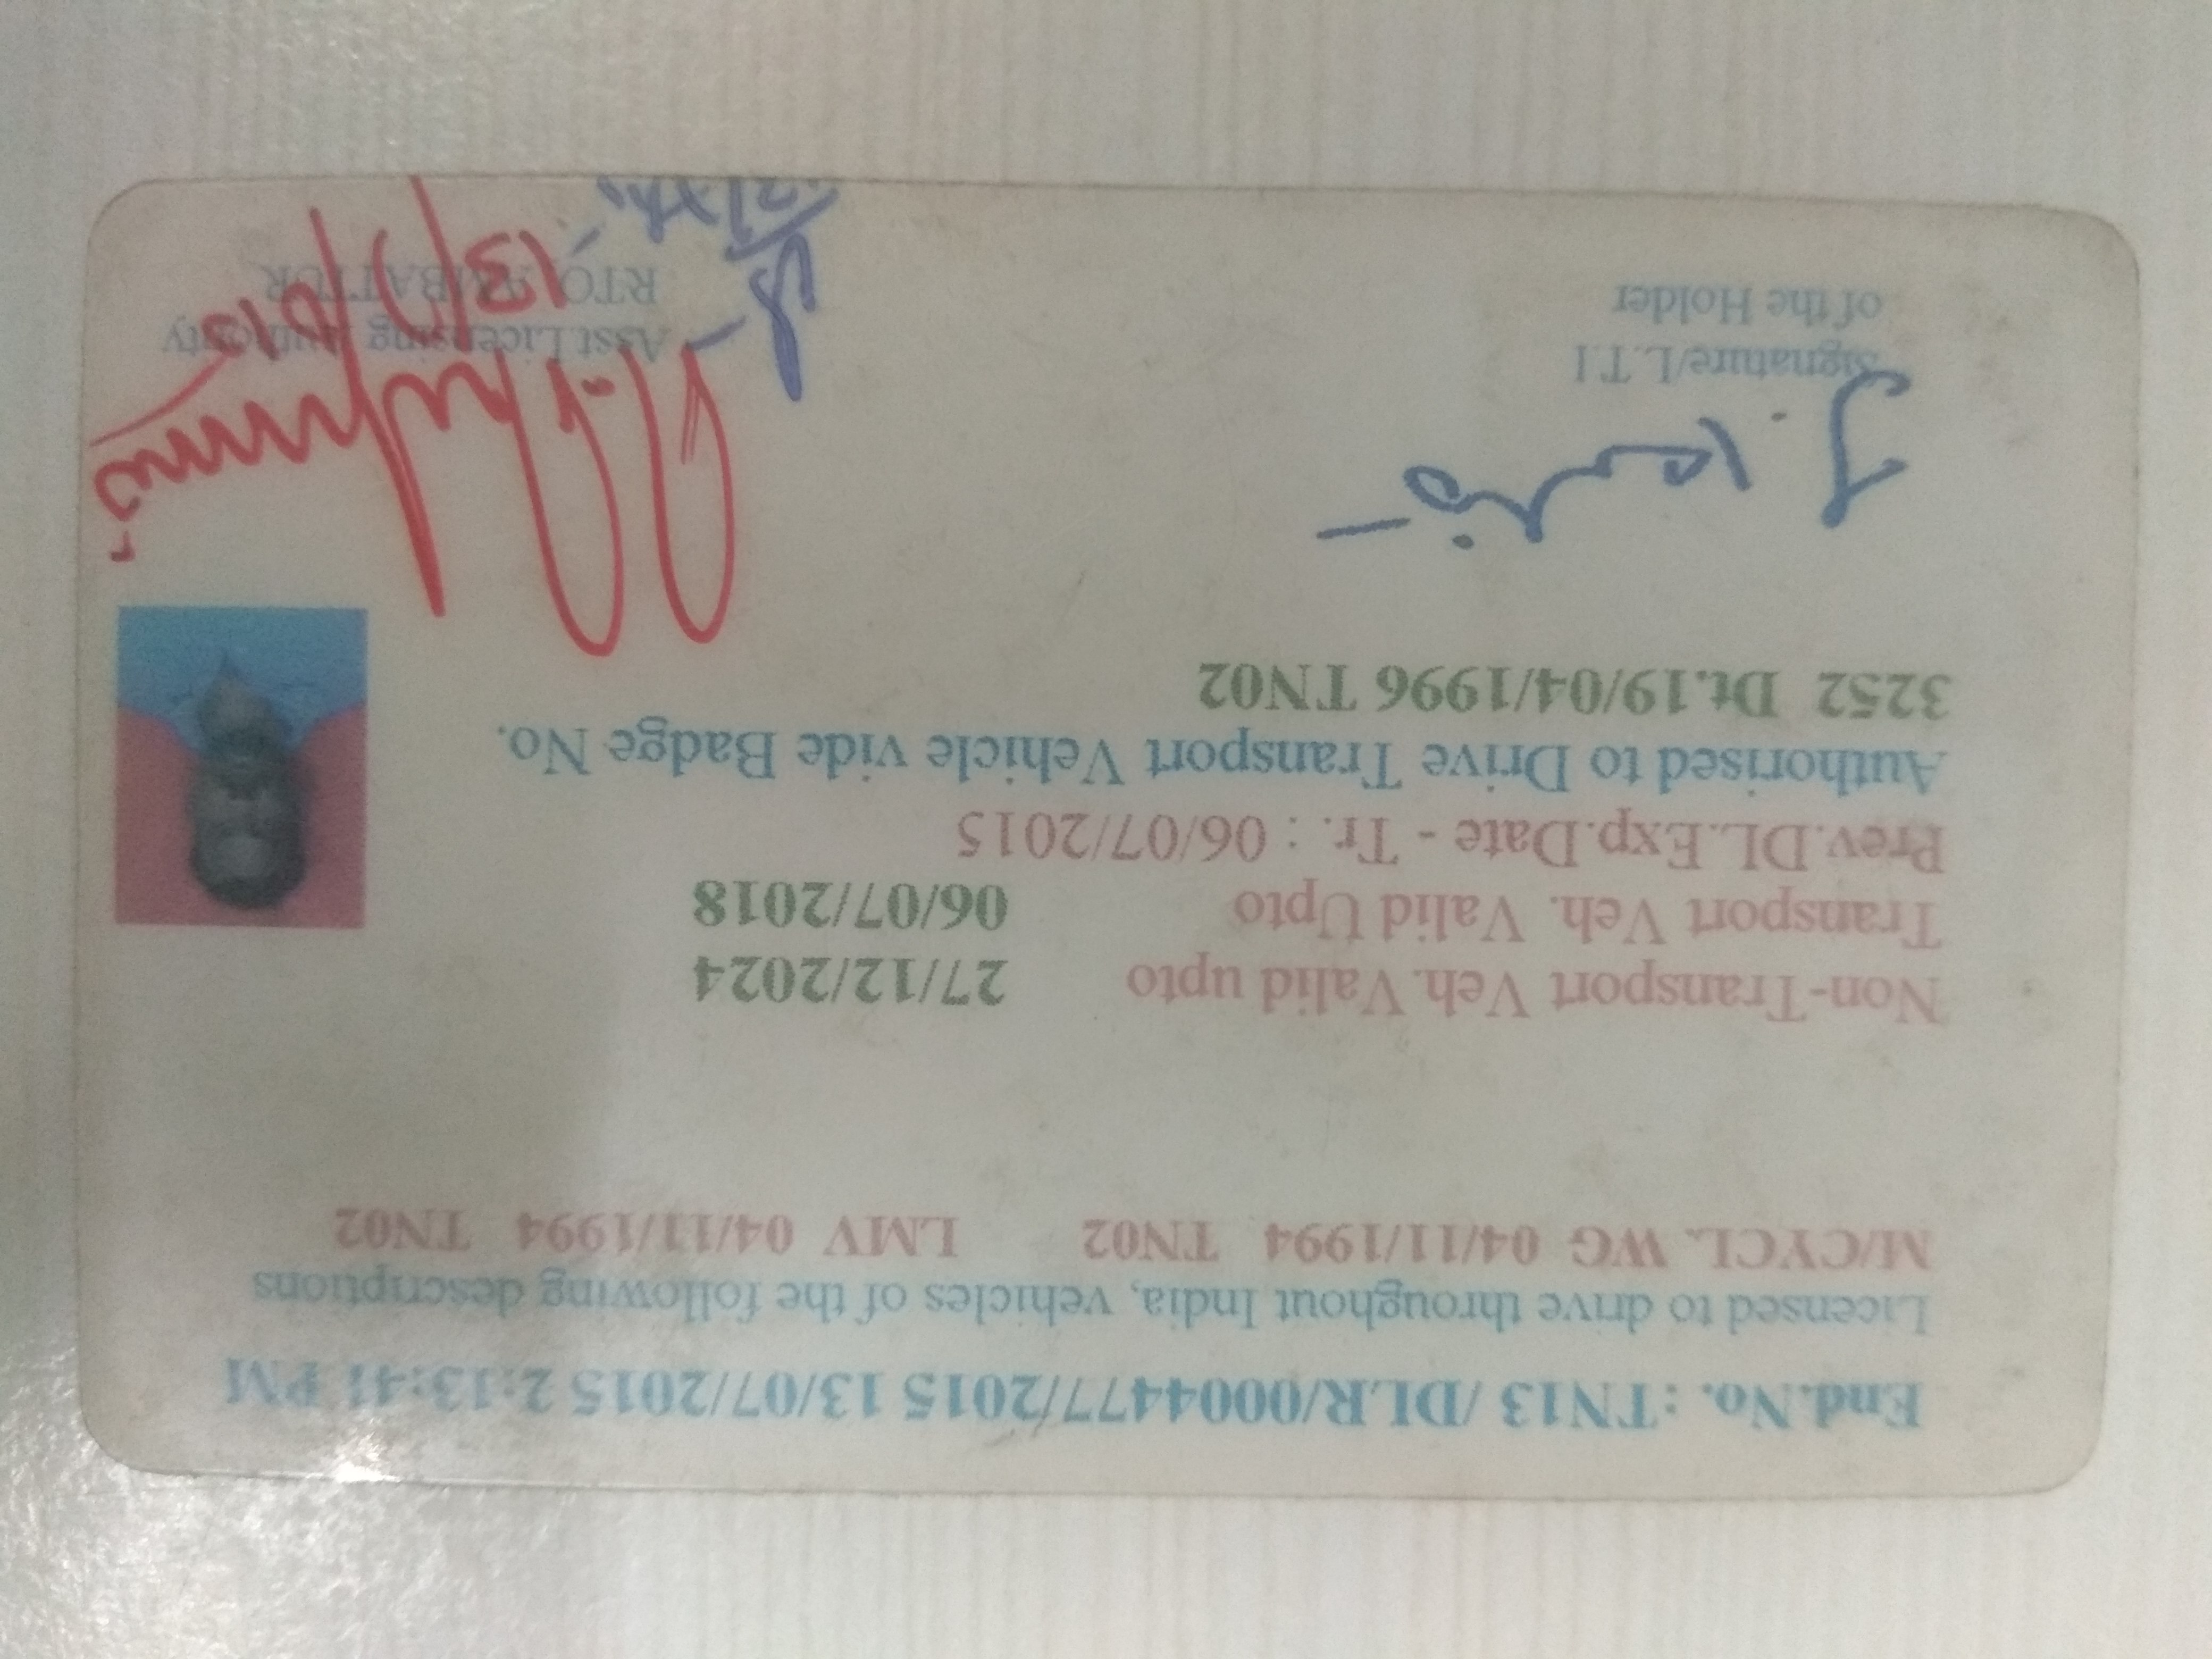 End.No. : TN13 /DLR/0004477/2015 13/07/2015 2:13:41 PM
Licensed to drive throughout India, vehicles of the following descriptions
M/CYCL. WG 04/11/1994 TN02 LMV 04/11/1994 TN02
Non-Transport Veh. Valid upto 27/12/2024
Transport Veh. Valid Upto 06/07/2018
Prev.DL.Exp.Date - Tr. : 06/07/2015
Authorised to Drive Transport Vehicle vide Badge No.
3252 Dt.19/04/1996 TN02
Signature/L.T.I
of the Holder
Asst.Licensing Authority
RTO, AMBATTUR